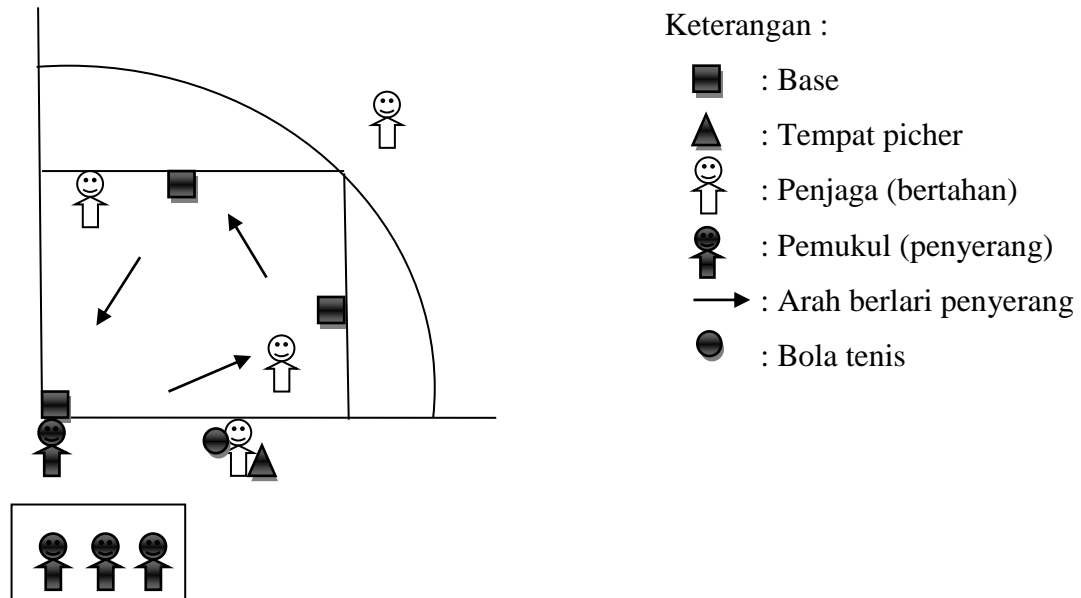 Keterangan :
: Base
: Tempat picher
: Penjaga (bertahan)
: Pemukul (penyerang)
: Arah berlari penyerang
: Bola tenis